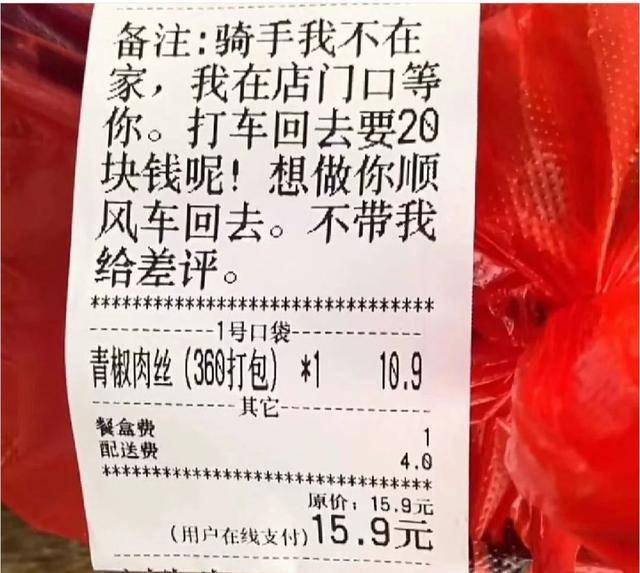 备注:骑手我不在
家，我在店门口等
你。打车回去要20
块钱呢！想做你顺
风车回去。不带我
给差评。
**********************************
------------1号口袋------------
青椒肉丝(360打包) *1 10.9
--------------其它--------------
餐盒费 1
配送费 4.0
**********************************
原价：15.9元
(用户在线支付)15.9元